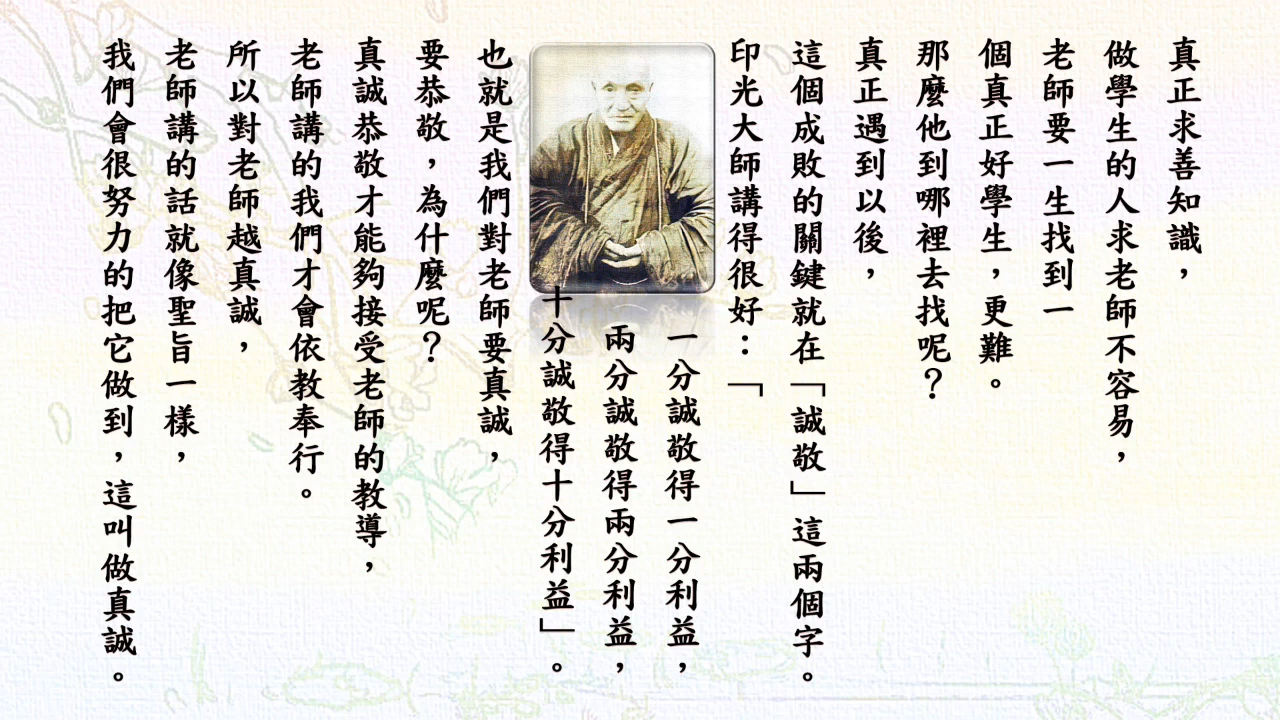 真正求善知識，
做學生的人求老師不容易，
老師要一生找到一
個真正好學生，更難。
那麼他到哪裡去找呢？
真正遇到以後，
這個成敗的關鍵就在「誠敬」這兩個字。
印光大師講得很好：「
一分誠敬得一分利益，
兩分誠敬得兩分利益，
十分誠敬得十分利益」。
也就是我們對老師要真誠，
要恭敬，為什麼呢？
真誠恭敬才能夠接受老師的教導，
老師講的我們才會依教奉行。
所以對老師越真誠，
老師講的話就像聖旨一樣，
我們會很努力的把它做到，這叫做真誠。